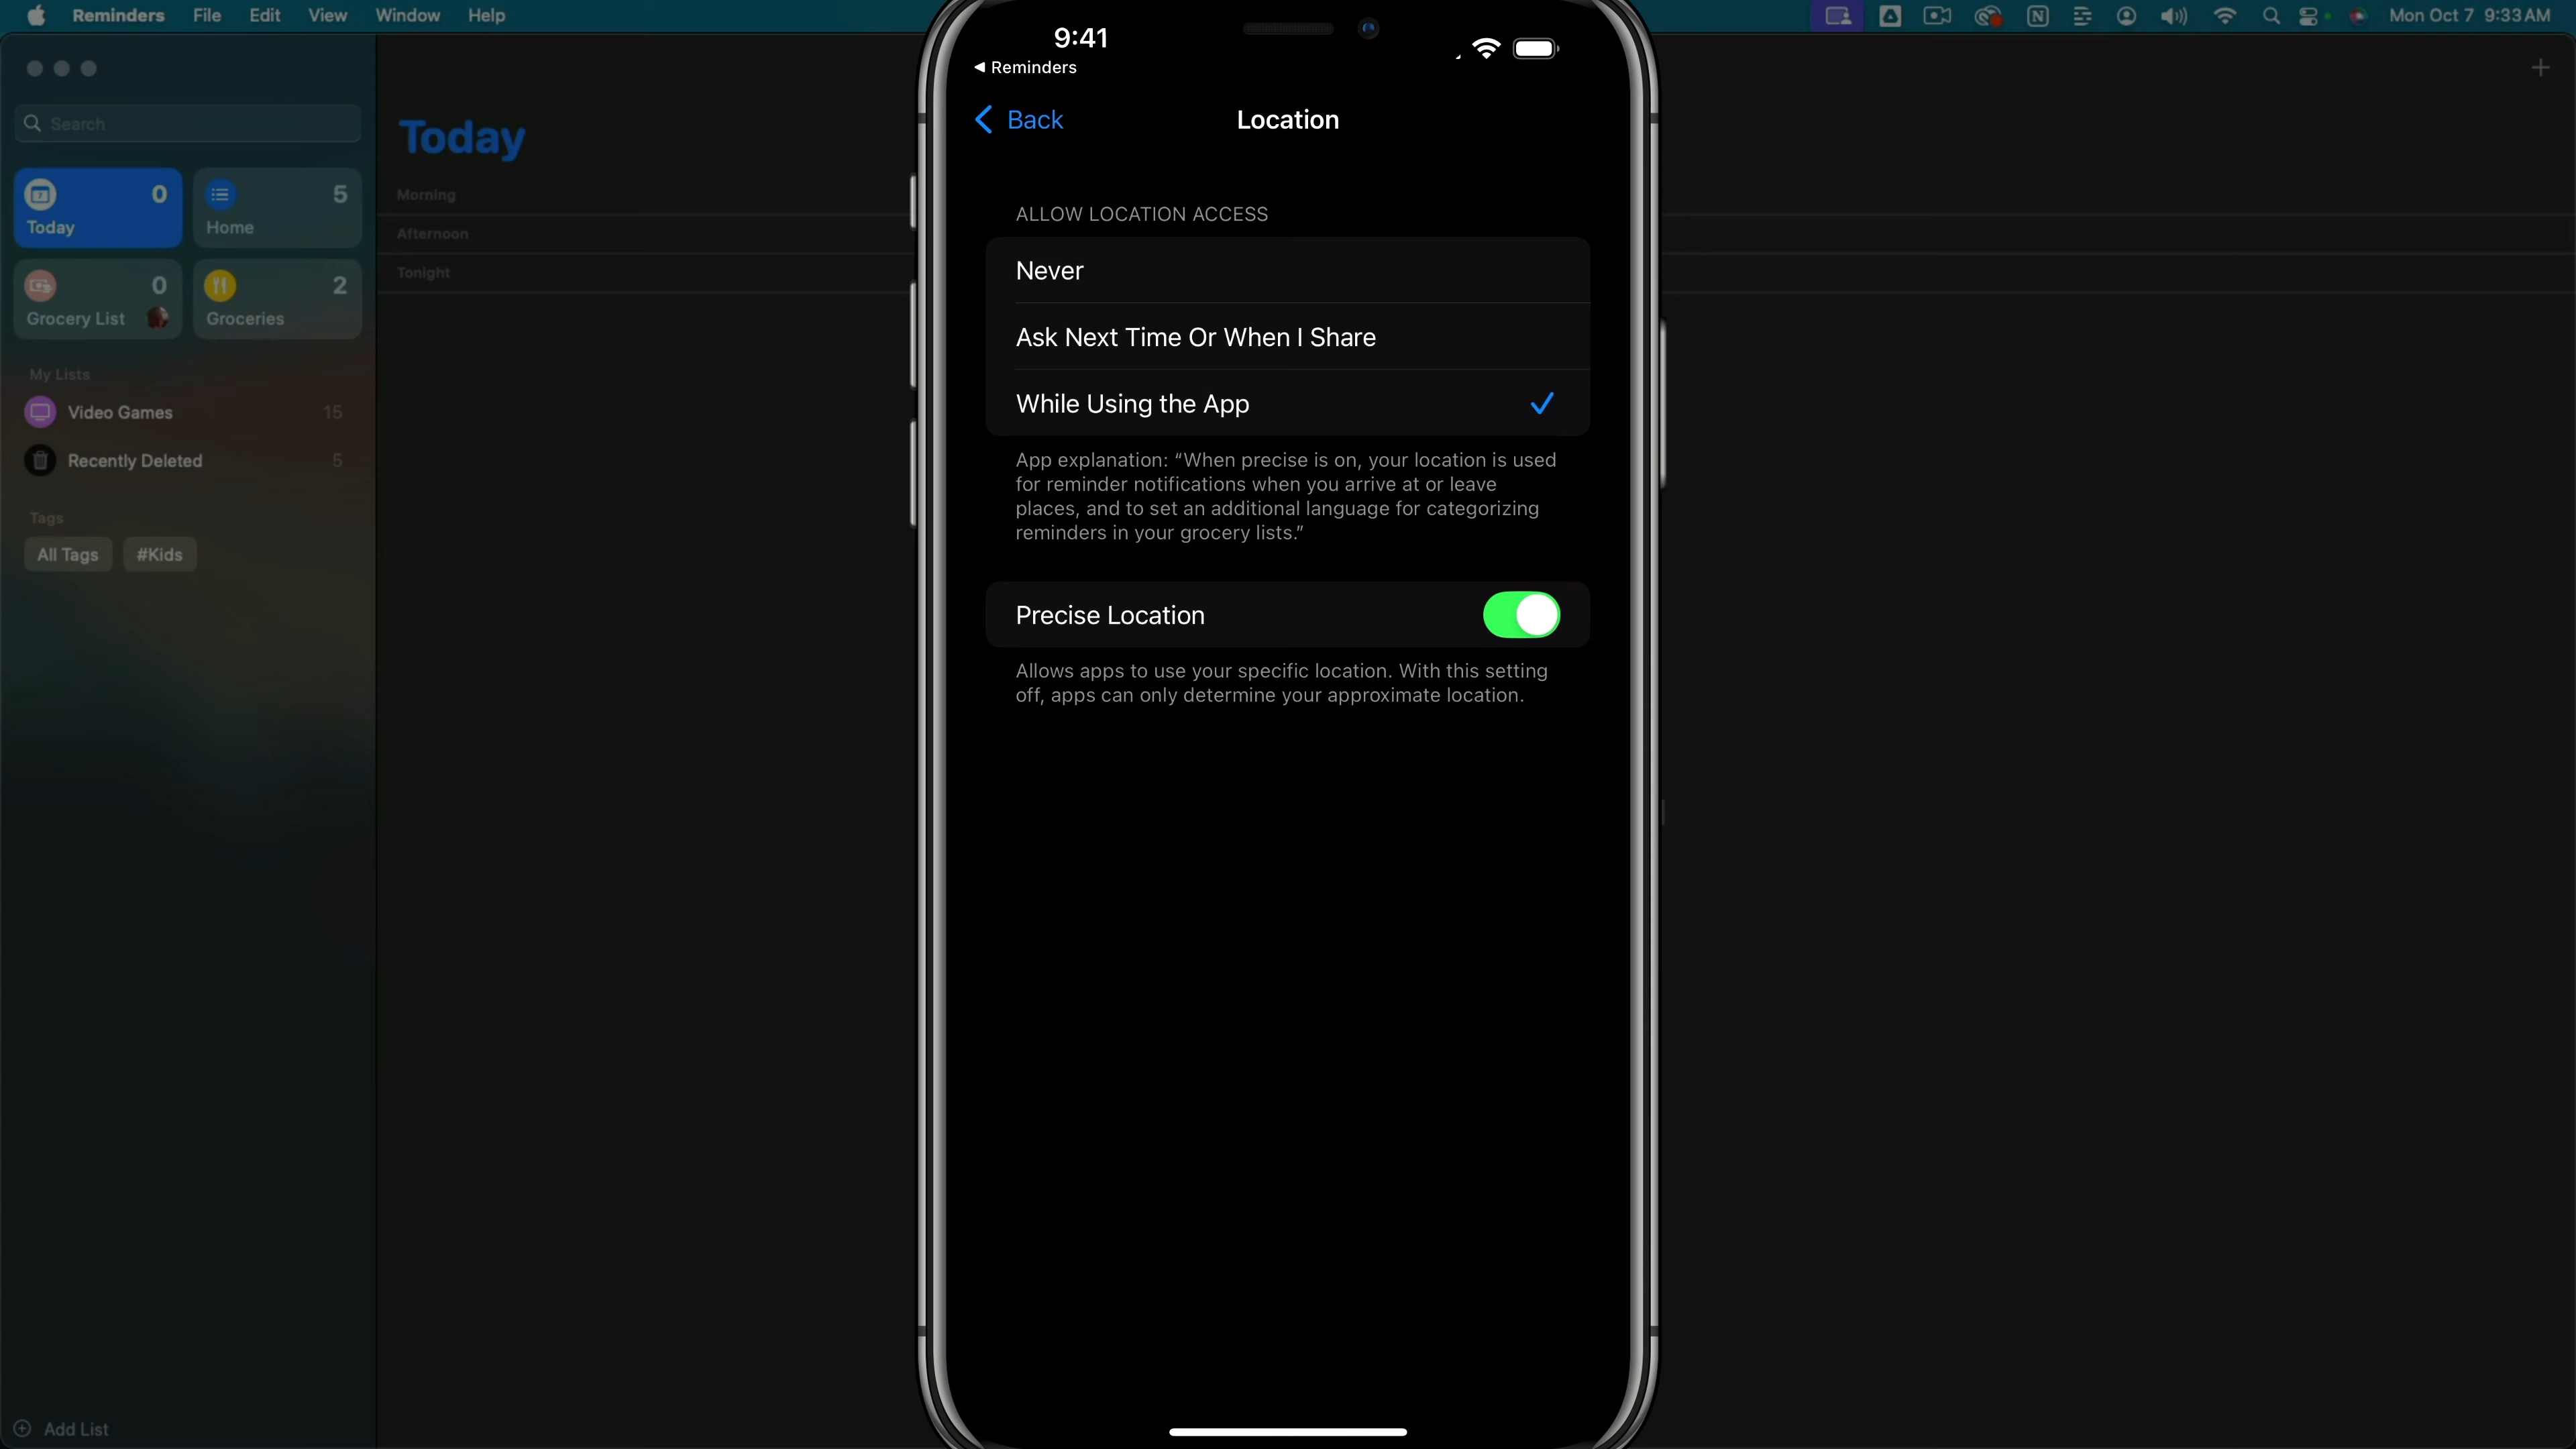 Reminders File Edit View Window Help
Mon Oct 7 9:33 AM
Search
0
Today
5
Home
0
Grocery List
2
Groceries
My Lists
Video Games 15
Recently Deleted 5
Tags
All Tags #Kids
Add List
Today
Morning
Afternoon
Tonight
9:41
◀ Reminders
Back Location
ALLOW LOCATION ACCESS
Never
Ask Next Time Or When I Share
While Using the App
App explanation: “When precise is on, your location is used
for reminder notifications when you arrive at or leave
places, and to set an additional language for categorizing
reminders in your grocery lists.”
Precise Location
Allows apps to use your specific location. With this setting
off, apps can only determine your approximate location.